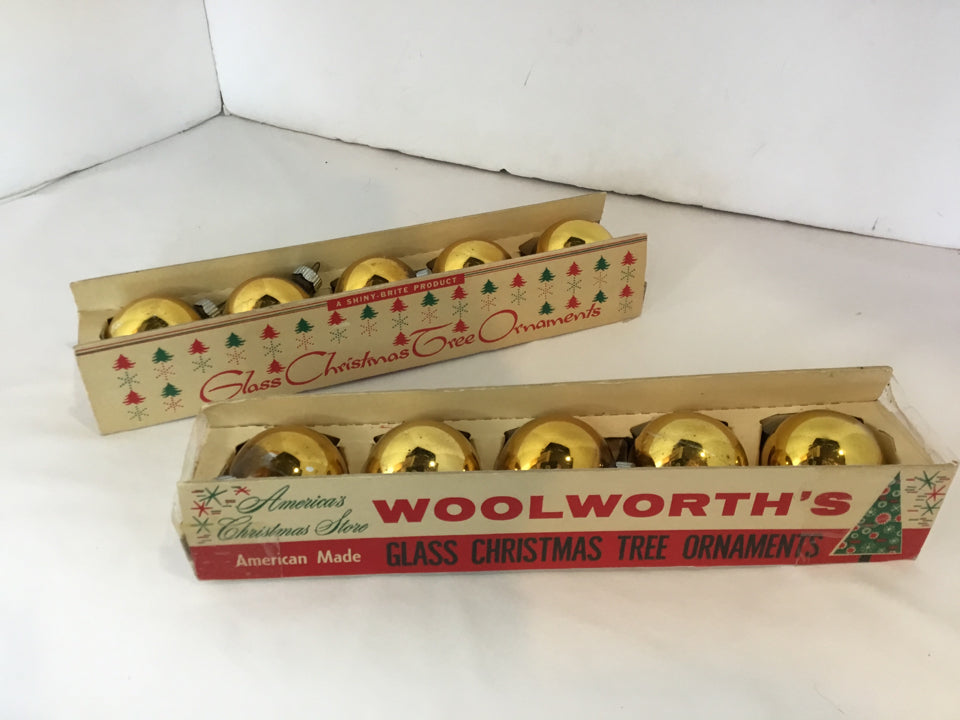 A SHINY-BRITE PRODUCT
Glass Christmas Tree Ornaments
America's
Christmas Store
WOOLWORTH'S
American Made
GLASS CHRISTMAS TREE ORNAMENTS